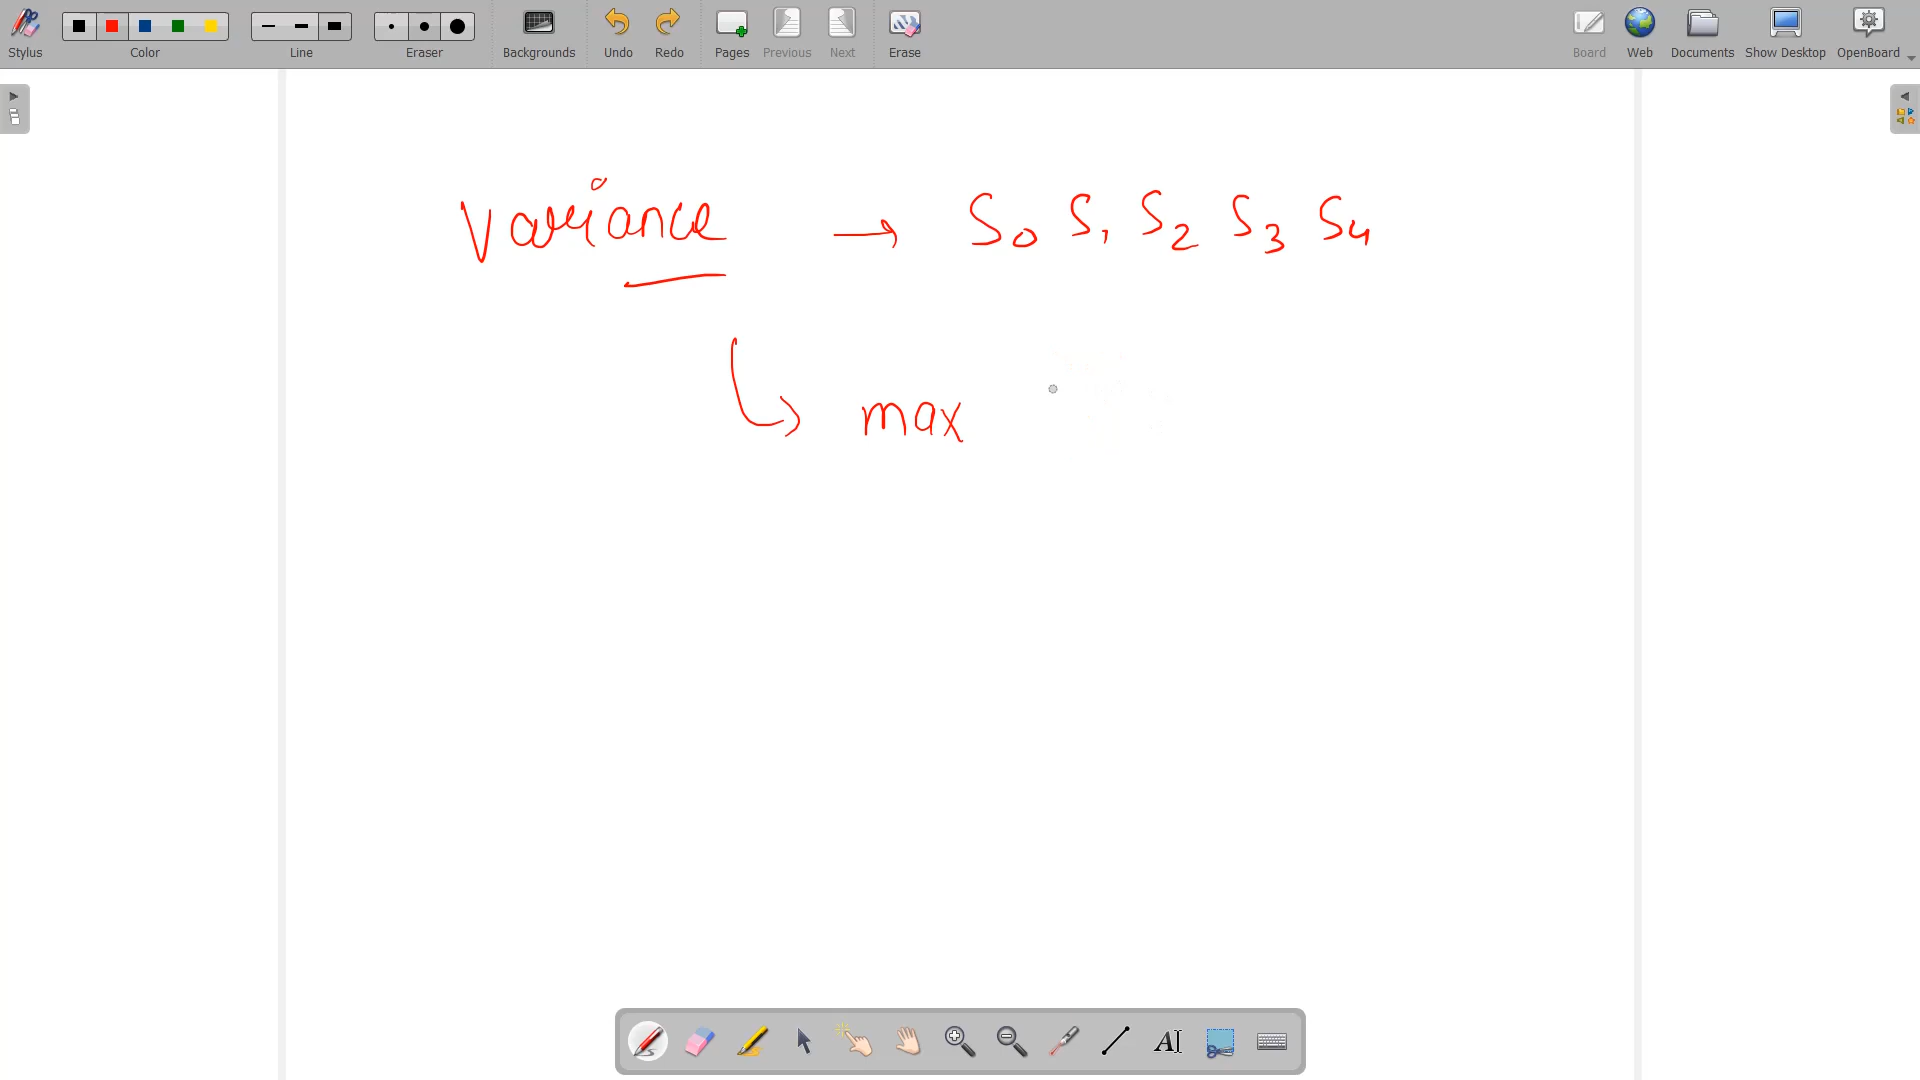 Stylus Color Line Eraser Backgrounds Undo Redo Pages Previous Next Erase Board Web Documents Show Desktop OpenBoard
Variance → S₀ S₁ S₂ S₃ S₄
↳ max
AI